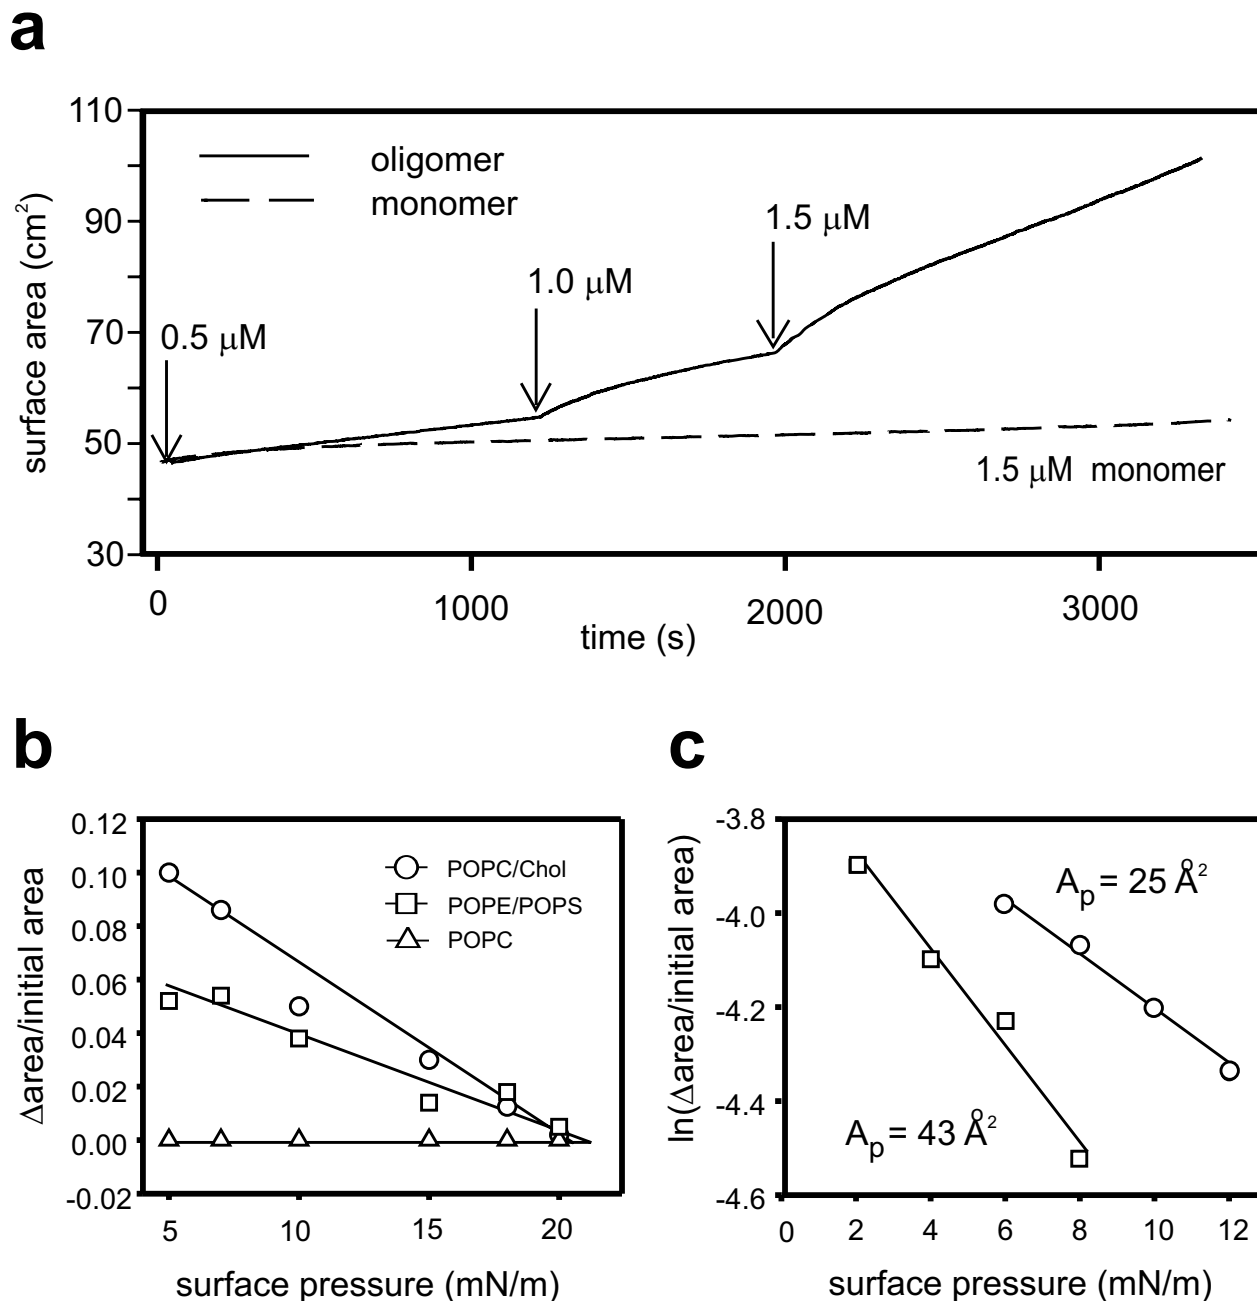 a
110
90
70
50
30
surface area (cm²)
oligomer
monomer
0.5 μM
1.0 μM
1.5 μM
1.5 μM monomer
0
1000
2000
3000
time (s)
b
0.12
0.10
0.08
0.06
0.04
0.02
0.00
-0.02
Δarea/initial area
POPC/Chol
POPE/POPS
POPC
5
10
15
20
surface pressure (mN/m)
c
-3.8
-4.0
-4.2
-4.4
-4.6
ln(Δarea/initial area)
Aₚ = 25 Å²
Aₚ = 43 Å²
0
2
4
6
8
10
12
surface pressure (mN/m)